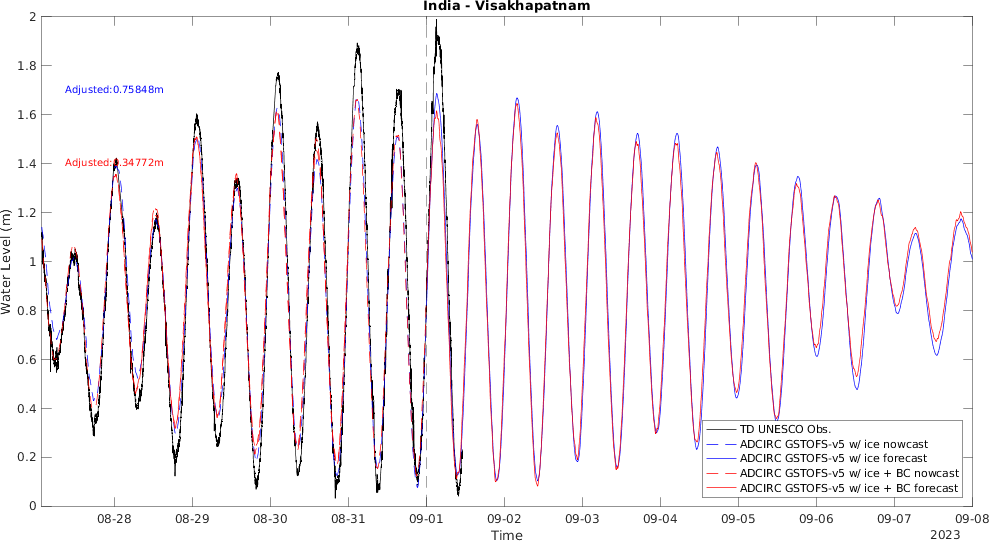 India - Visakhapatnam
2
1.8
1.6
1.4
1.2
1
0.8
0.6
0.4
0.2
0
Water Level (m)
Adjusted:0.75848m
Adjusted:0.34772m
TD UNESCO Obs.
ADCIRC GSTOFS-v5 w/ ice nowcast
ADCIRC GSTOFS-v5 w/ ice forecast
ADCIRC GSTOFS-v5 w/ ice + BC nowcast
ADCIRC GSTOFS-v5 w/ ice + BC forecast
08-28 08-29 08-30 08-31 09-01 09-02 09-03 09-04 09-05 09-06 09-07 09-08
Time
2023